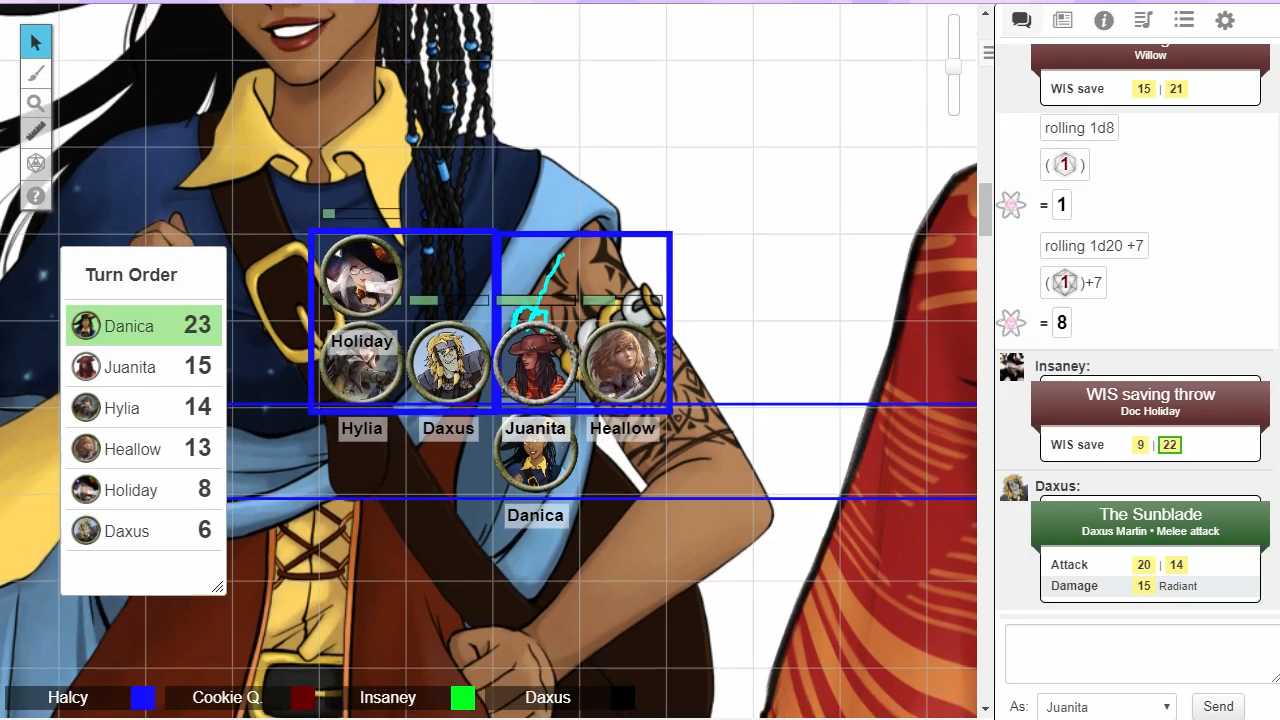 Turn Order
Danica 23
Juanita 15
Hylia 14
Heallow 13
Holiday 8
Daxus 6
Holiday
Hylia
Daxus
Juanita
Heallow
Danica
Halcy
Cookie Q.
Insaney
Daxus
Willow
WIS save 15 | 21
rolling 1d8
(1)
= 1
rolling 1d20 +7
(1)+7
= 8
Insaney:
WIS saving throw
Doc Holiday
WIS save 9 | 22
Daxus:
The Sunblade
Daxus Martin • Melee attack
Attack 20 | 14
Damage 15 Radiant
As: Juanita
Send